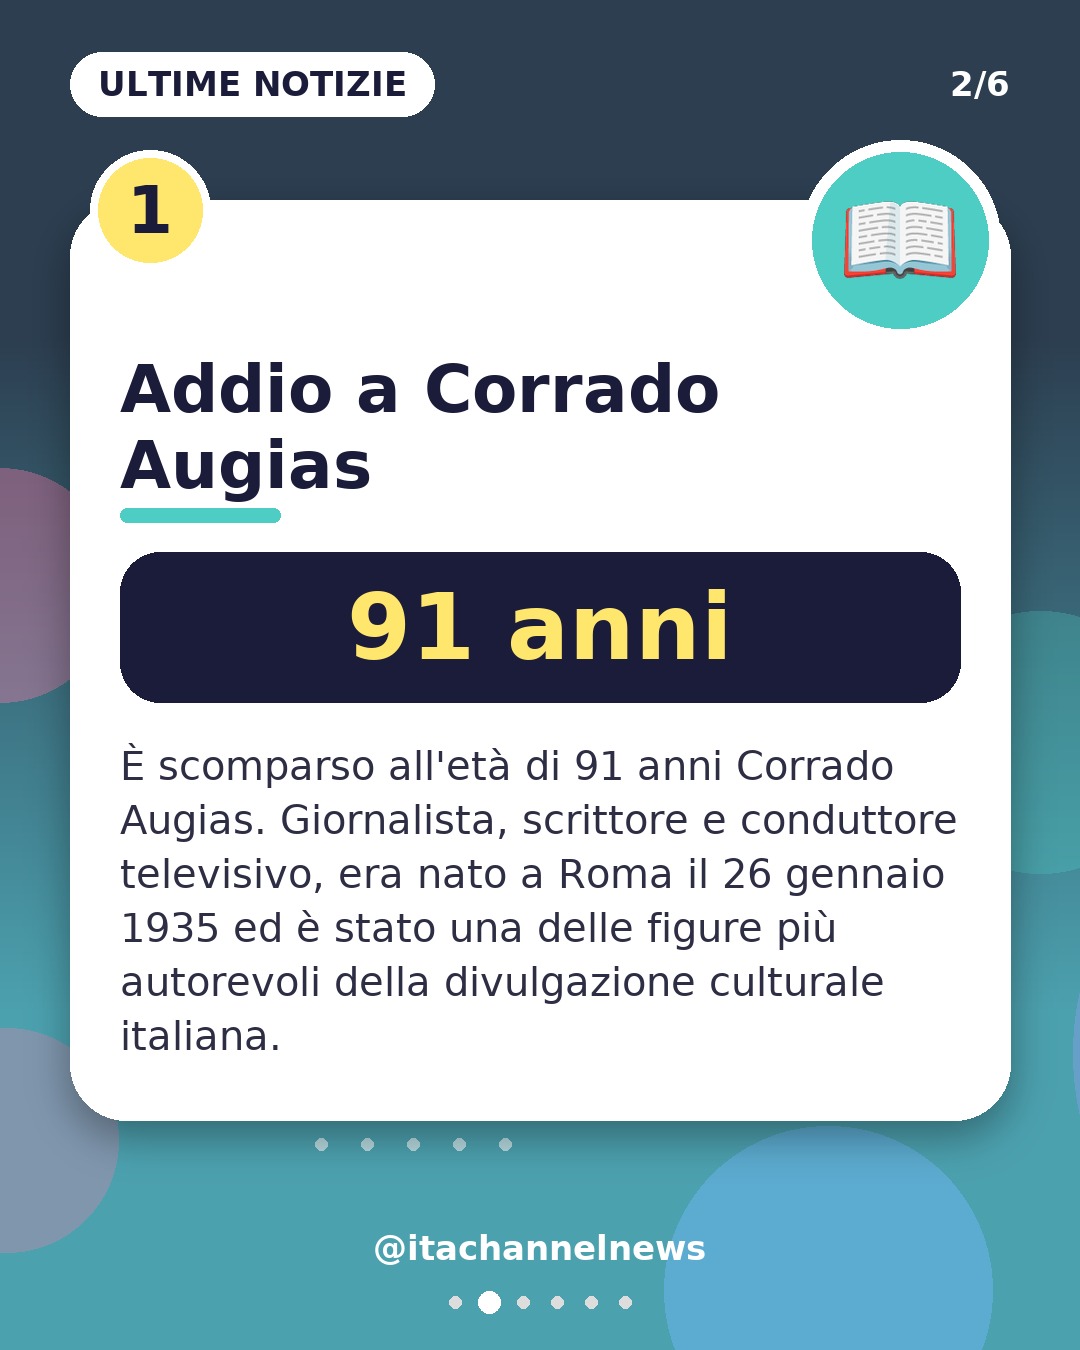 ULTIME NOTIZIE
2/6
1
Addio a Corrado
Augias
91 anni
È scomparso all'età di 91 anni Corrado
Augias. Giornalista, scrittore e conduttore
televisivo, era nato a Roma il 26 gennaio
1935 ed è stato una delle figure più
autorevoli della divulgazione culturale
italiana.
@itachannelnews